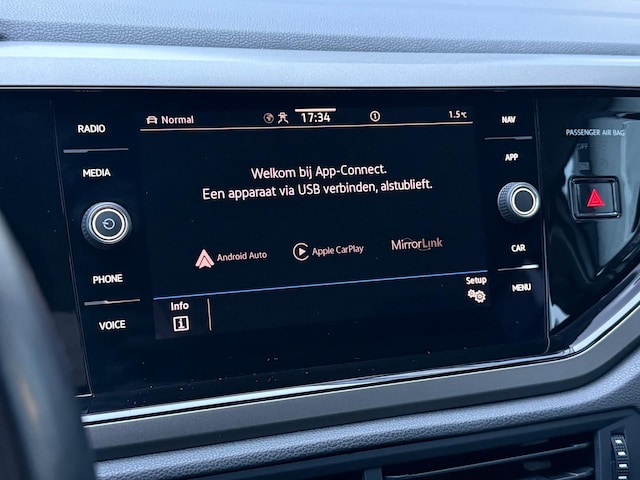 RADIO
MEDIA
PHONE
VOICE
Normal
17:34
1.5°C
Welkom bij App-Connect.
Een apparaat via USB verbinden, alstublieft.
Android Auto
Apple CarPlay
MirrorLink
Info
Setup
NAV
APP
CAR
MENU
PASSENGER AIR BAG
OFF